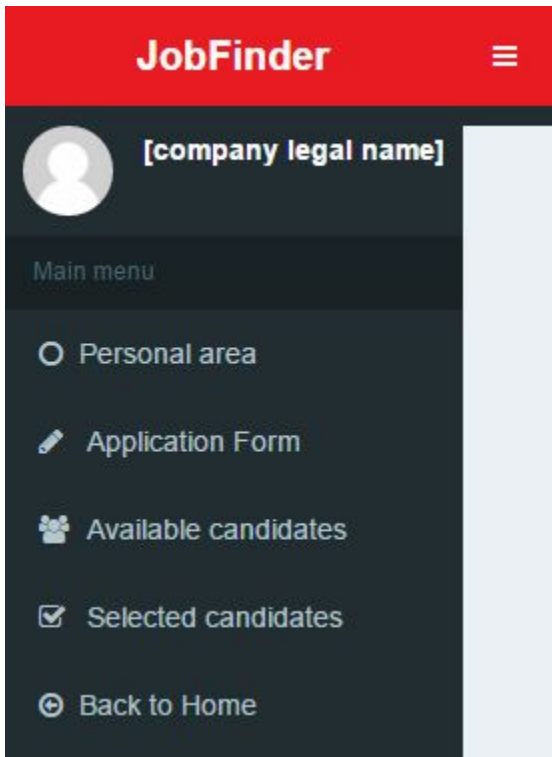 JobFinder
[company legal name]
Main menu
Personal area
Application Form
Available candidates
Selected candidates
Back to Home